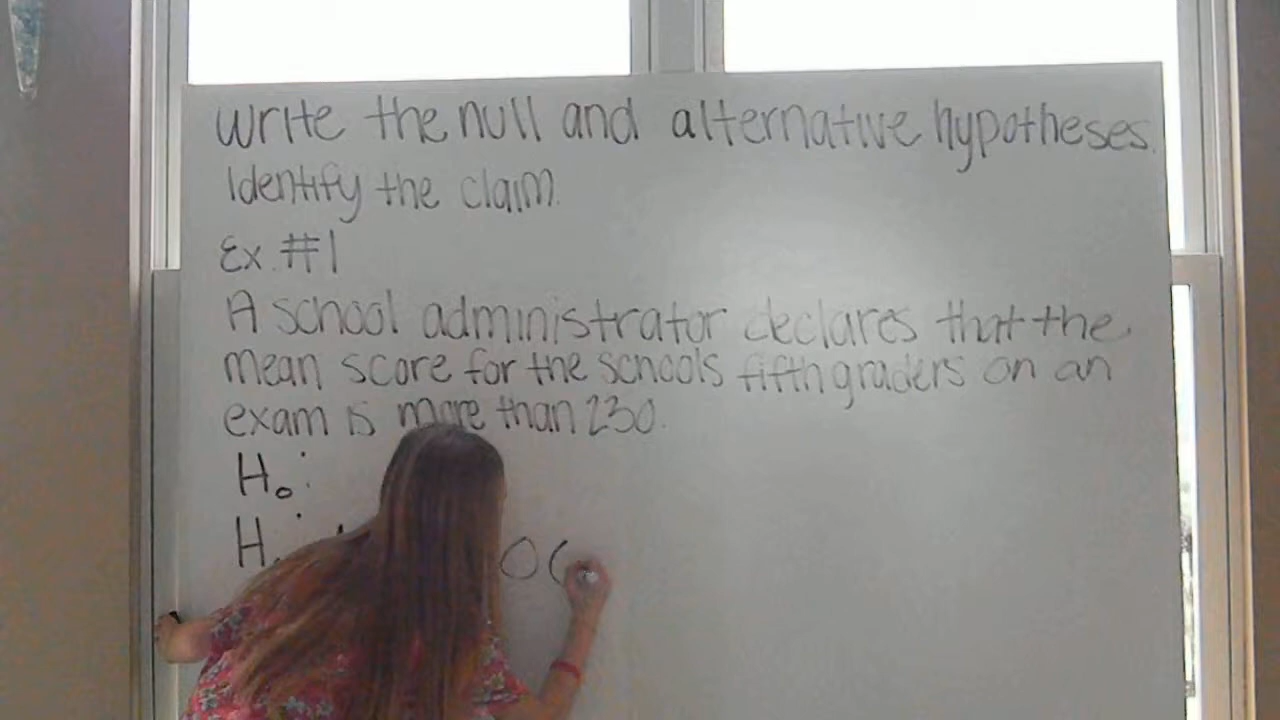 Write the null and alternative hypotheses.
Identify the claim.
Ex. #1
A school administrator declares that the
mean score for the schools fifth graders on an
exam is more than 230.
H₀:
H
0 (